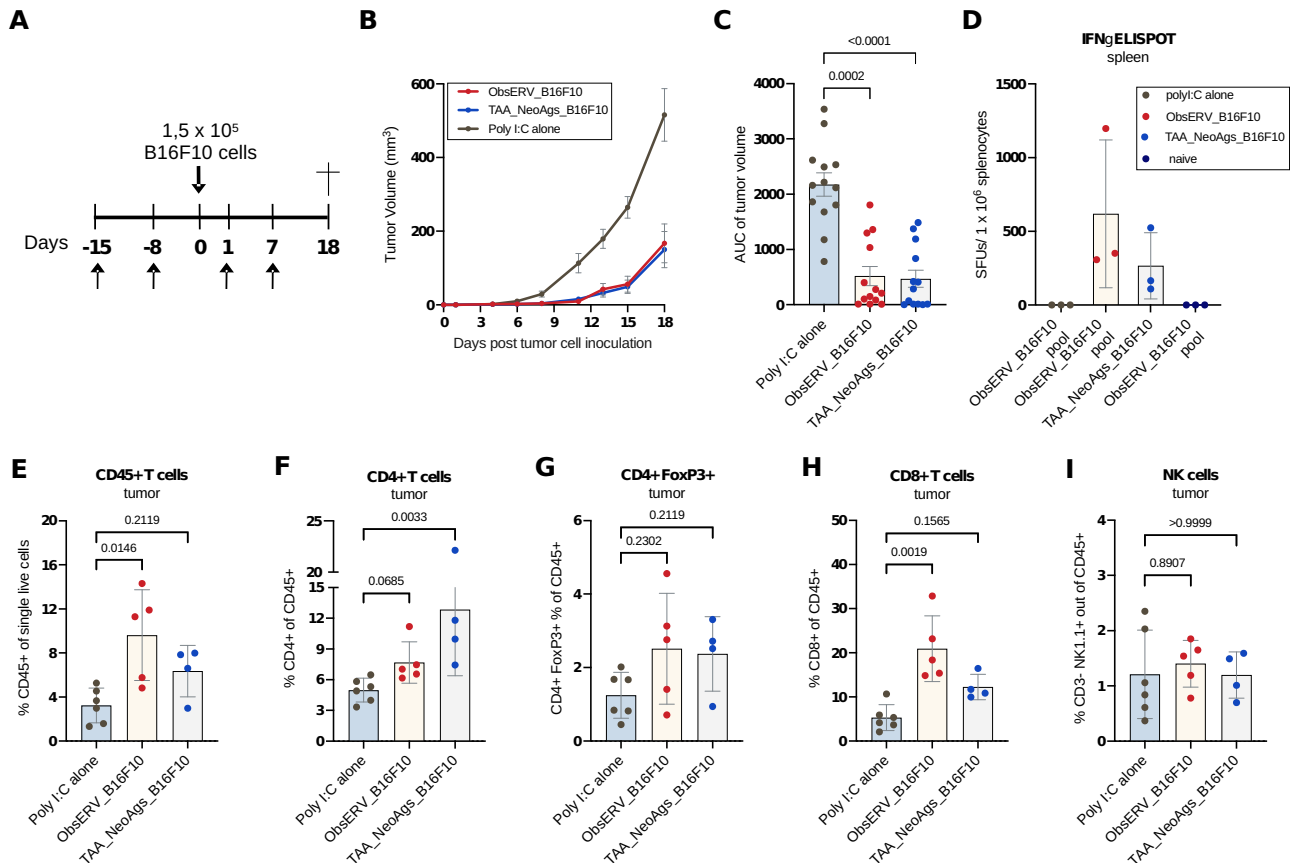 A
1,5 x 10⁵
B16F10 cells
Days
-15
-8
0
1
7
18
B
Tumor Volume (mm³)
600
400
200
0
ObsERV_B16F10
TAA_NeoAgs_B16F10
Poly I:C alone
0
3
6
9
12
15
18
Days post tumor cell inoculation
C
<0.0001
0.0002
AUC of tumor volume
4000
3000
2000
1000
0
Poly I:C alone
ObsERV_B16F10
TAA_NeoAgs_B16F10
D
IFNgELISPOT
spleen
SFUs/ 1 x 10⁶ splenocytes
1500
1000
500
0
polyI:C alone
ObsERV_B16F10
TAA_NeoAgs_B16F10
naive
ObsERV_B16F10
pool
ObsERV_B16F10
pool
TAA_NeoAgs_B16F10
ObsERV_B16F10
pool
E
CD45+T cells
tumor
0.2119
0.0146
% CD45+ of single live cells
20
16
12
8
4
0
Poly I:C alone
ObsERV_B16F10
TAA_NeoAgs_B16F10
F
CD4+T cells
tumor
0.0033
0.0685
% CD4+ of CD45+
25
20
15
12
9
6
3
0
Poly I:C alone
ObsERV_B16F10
TAA_NeoAgs_B16F10
G
CD4+FoxP3+
tumor
0.2119
0.2302
CD4+ FoxP3+ % of CD45+
6
4
2
0
Poly I:C alone
ObsERV_B16F10
TAA_NeoAgs_B16F10
H
CD8+T cells
tumor
0.1565
0.0019
% CD8+ of CD45+
50
40
30
20
10
0
Poly I:C alone
ObsERV_B16F10
TAA_NeoAgs_B16F10
I
NK cells
tumor
>0.9999
0.8907
% CD3- NK1.1+ out of CD45+
4
3
2
1
0
Poly I:C alone
ObsERV_B16F10
TAA_NeoAgs_B16F10